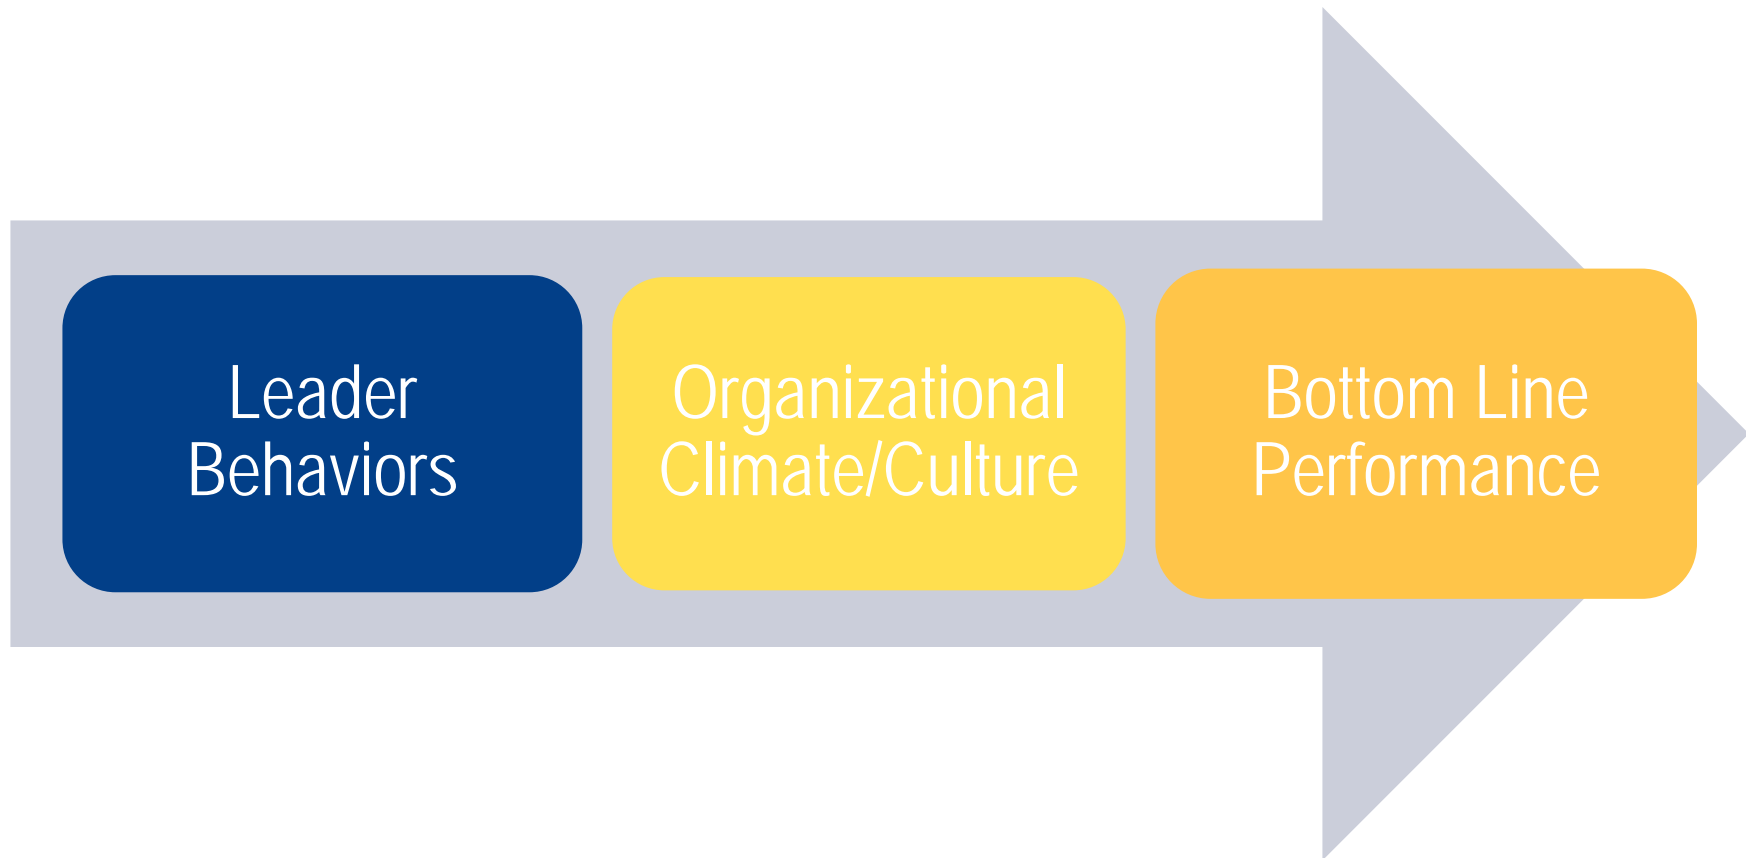 Leader
Behaviors
Organizational
Climate/Culture
Bottom Line
Performance